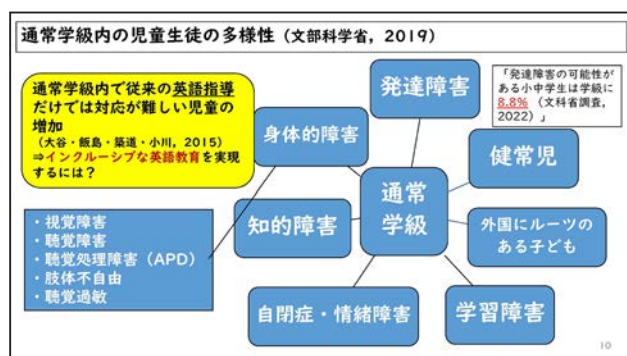 通常学級内の児童生徒の多様性（文部科学省，2019）
通常学級内で従来の英語指導
だけでは対応が難しい児童の
増加
（大谷・飯島・築道・小川，2015）
⇒インクルーシブな英語教育を実現
するには？
身体的障害
発達障害
「発達障害の可能性が
ある小中学生は学級に
8.8%（文科省調査，
2022）」
健常児
通常
学級
知的障害
外国にルーツの
ある子ども
・視覚障害
・聴覚障害
・聴覚処理障害（APD）
・肢体不自由
・聴覚過敏
自閉症・情緒障害
学習障害
10